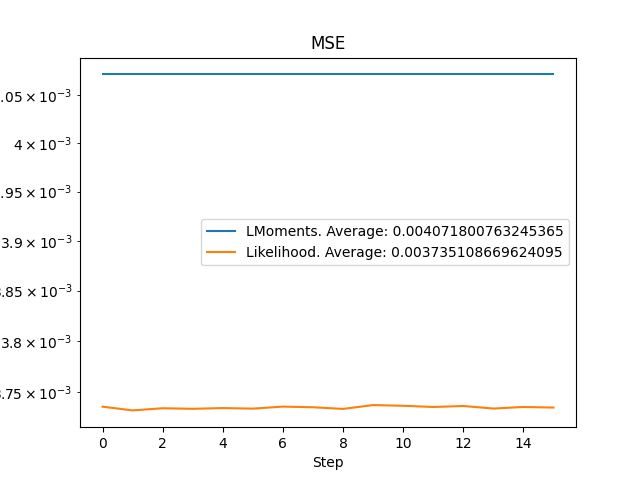 MSE
.05 × 10⁻³
4 × 10⁻³
.95 × 10⁻³
3.9 × 10⁻³
3.85 × 10⁻³
3.8 × 10⁻³
3.75 × 10⁻³
LMoments. Average: 0.004071800763245365
Likelihood. Average: 0.003735108669624095
0 2 4 6 8 10 12 14
Step